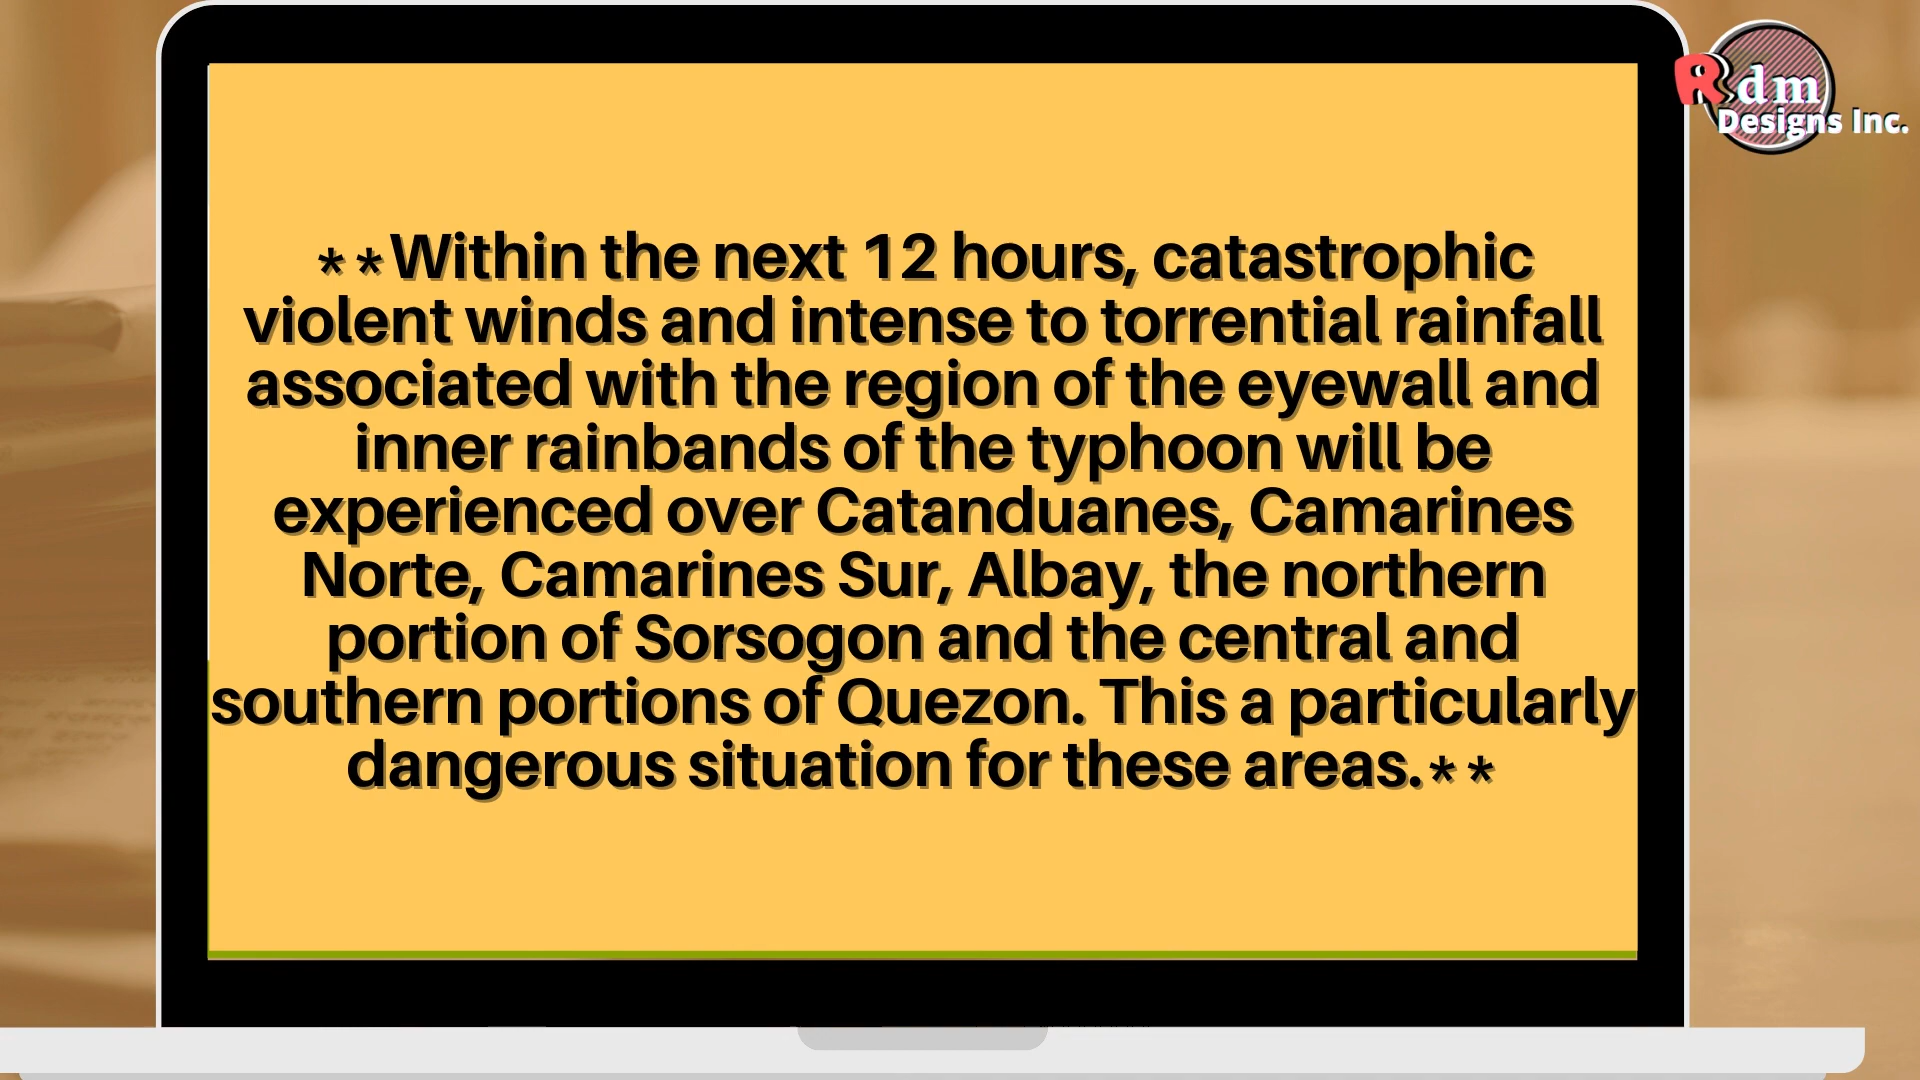 Rdm
Designs Inc.
**Within the next 12 hours, catastrophic
violent winds and intense to torrential rainfall
associated with the region of the eyewall and
inner rainbands of the typhoon will be
experienced over Catanduanes, Camarines
Norte, Camarines Sur, Albay, the northern
portion of Sorsogon and the central and
southern portions of Quezon. This a particularly
dangerous situation for these areas.**